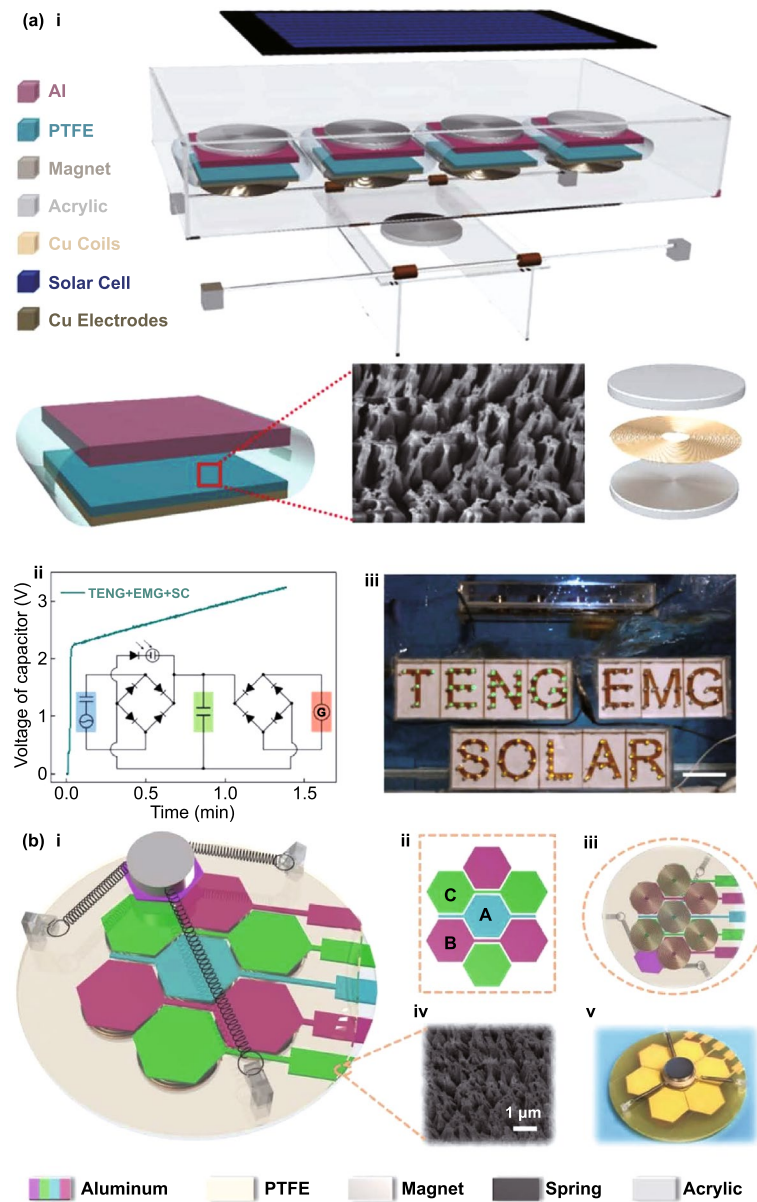 (a) i
Al
PTFE
Magnet
Acrylic
Cu Coils
Solar Cell
Cu Electrodes
ii
TENG+EMG+SC
Voltage of capacitor (V)
3
2
1
0
G
0.0 0.5 1.0 1.5
Time (min)
iii
TENG EMG
SOLAR
(b) i
ii
C
A
B
iii
iv
1 μm
v
Aluminum PTFE Magnet Spring Acrylic